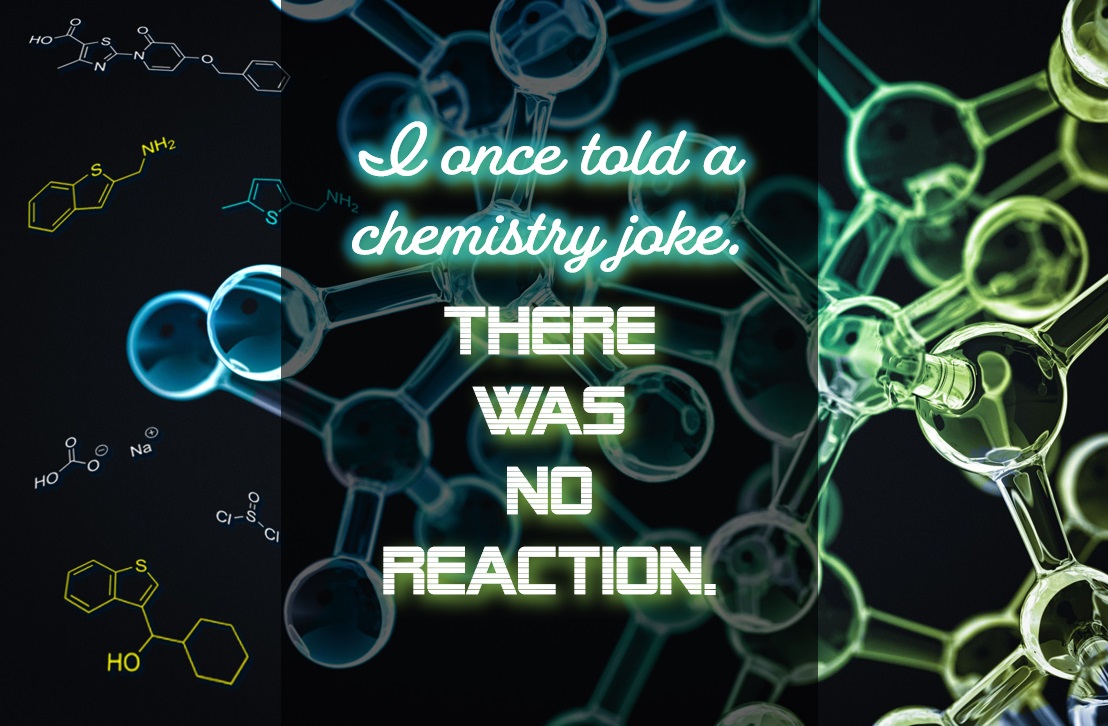 I once told a
chemistry joke.
THERE
WAS
NO
REACTION.
HO
O
S
N
O
N
O
NH₂
S
NH₂
S
O
HO
O⊖
Na⊕
O
Cl
S
Cl
S
HO